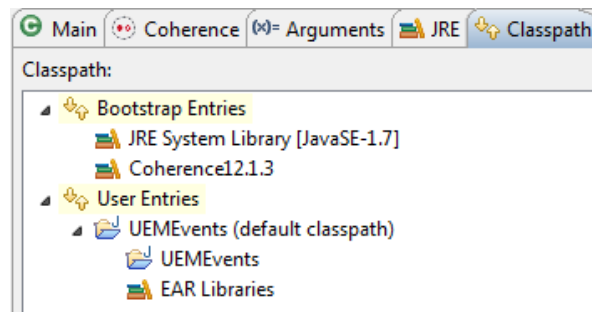 Main Coherence (x)= Arguments JRE Classpath
Classpath:
Bootstrap Entries
JRE System Library [JavaSE-1.7]
Coherence12.1.3
User Entries
UEMEvents (default classpath)
UEMEvents
EAR Libraries